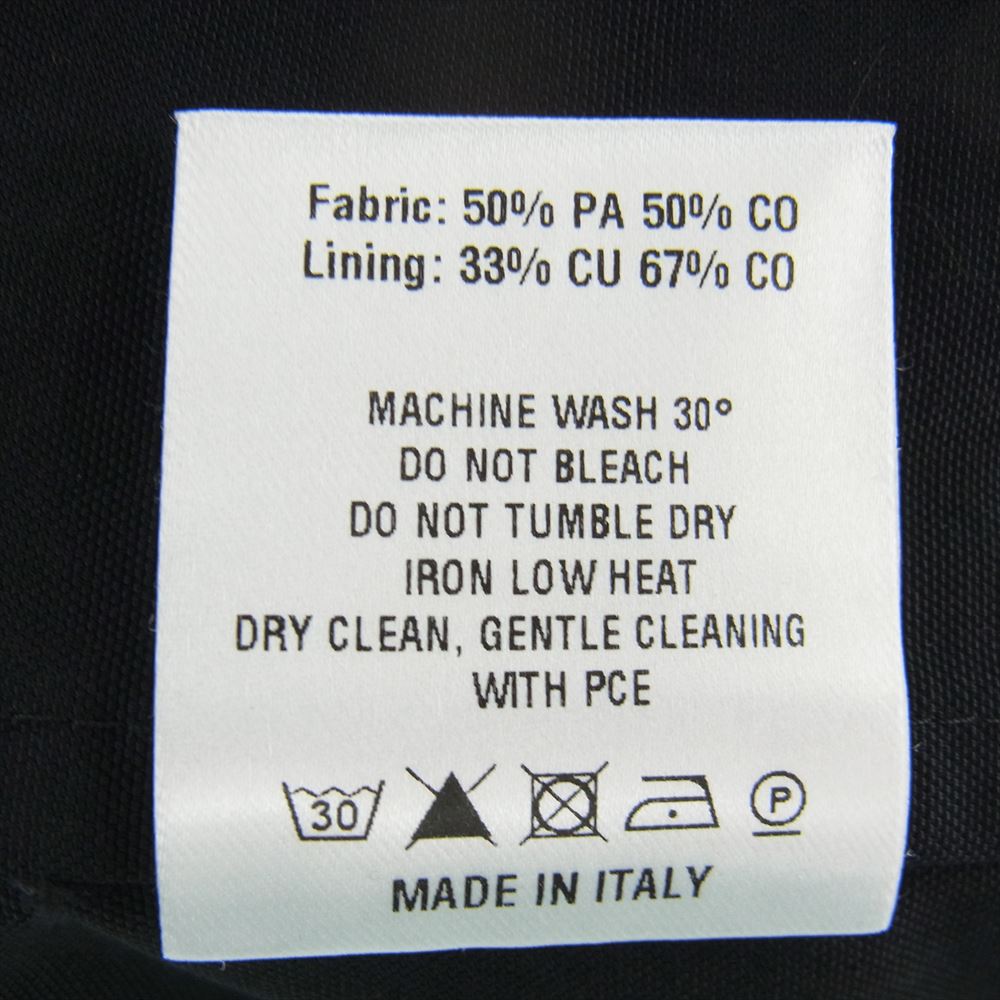 Fabric: 50% PA 50% CO
Lining: 33% CU 67% CO
MACHINE WASH 30°
DO NOT BLEACH
DO NOT TUMBLE DRY
IRON LOW HEAT
DRY CLEAN, GENTLE CLEANING
WITH PCE
30 P
MADE IN ITALY